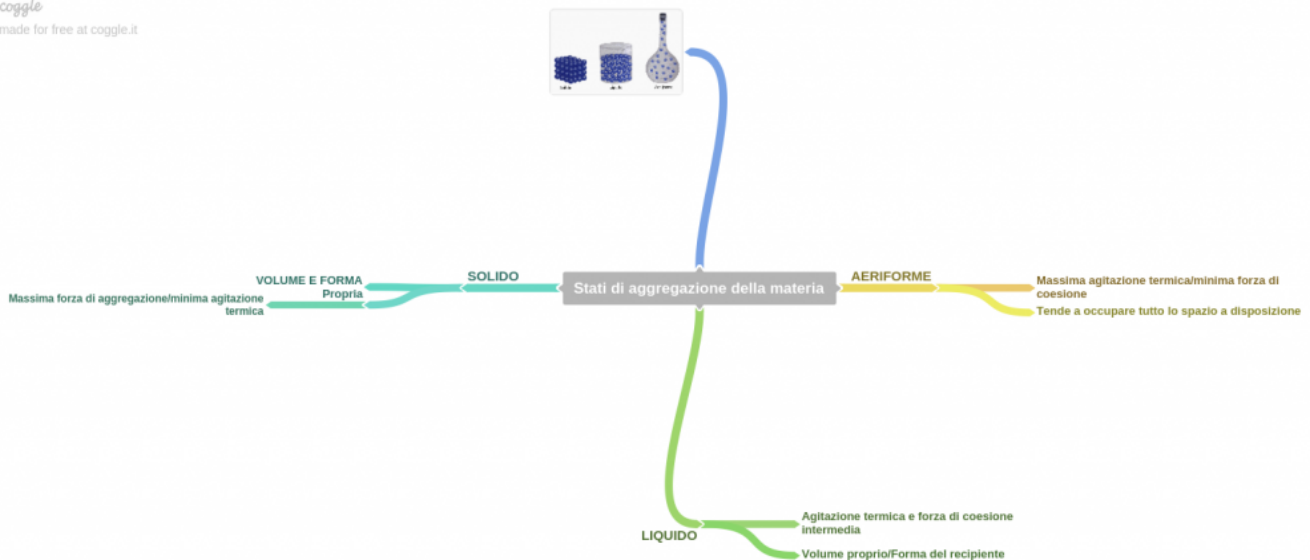 coggle
made for free at coggle.it
SOLIDO
VOLUME E FORMA
Propria
Massima forza di aggregazione/minima agitazione
termica
Stati di aggregazione della materia
AERIFORME
Massima agitazione termica/minima forza di
coesione
Tende a occupare tutto lo spazio a disposizione
LIQUIDO
Agitazione termica e forza di coesione
intermedia
Volume proprio/Forma del recipiente